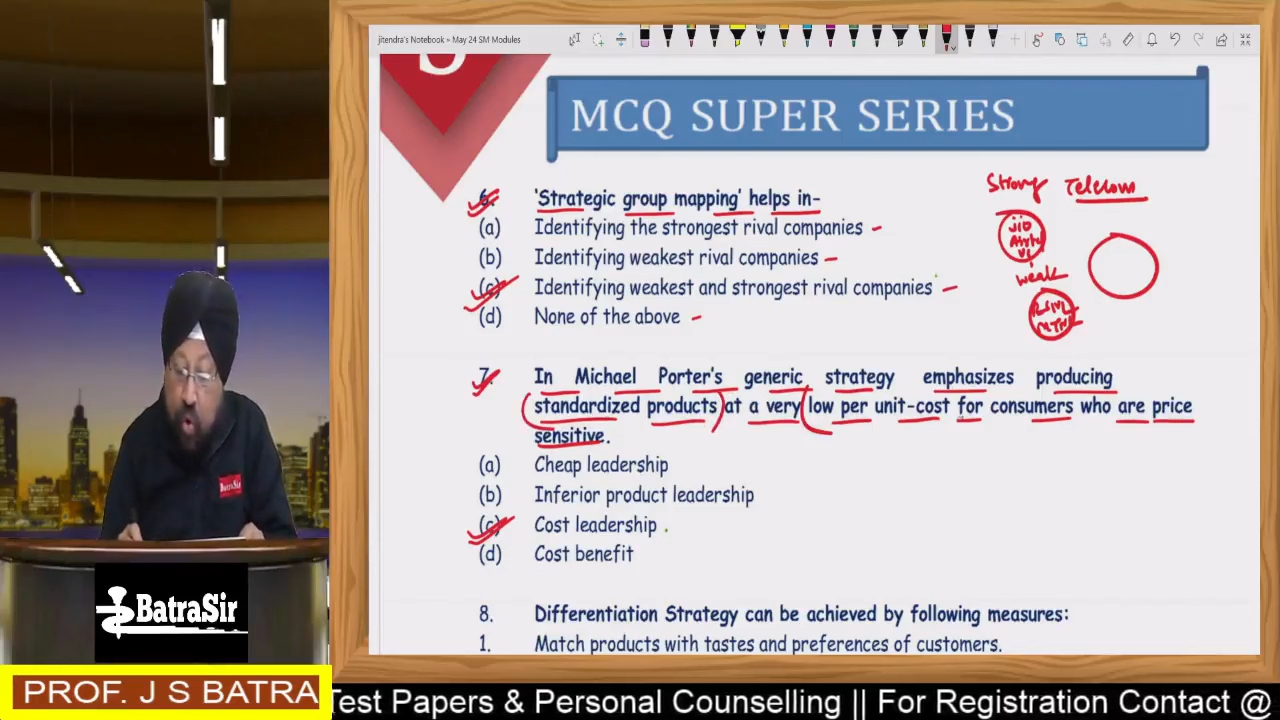 jitendra's Notebook » May 24 SM Modules
MCQ SUPER SERIES
6. 'Strategic group mapping' helps in-
(a) Identifying the strongest rival companies
(b) Identifying weakest rival companies
(c) Identifying weakest and strongest rival companies
(d) None of the above
Strong Telecom
jio
weak
7. In Michael Porter's generic strategy emphasizes producing
standardized products at a very low per unit-cost for consumers who are price
sensitive.
(a) Cheap leadership
(b) Inferior product leadership
(c) Cost leadership
(d) Cost benefit
8. Differentiation Strategy can be achieved by following measures:
1. Match products with tastes and preferences of customers.
BatraSir
BatraSir
PROF. J S BATRA
Test Papers & Personal Counselling || For Registration Contact @